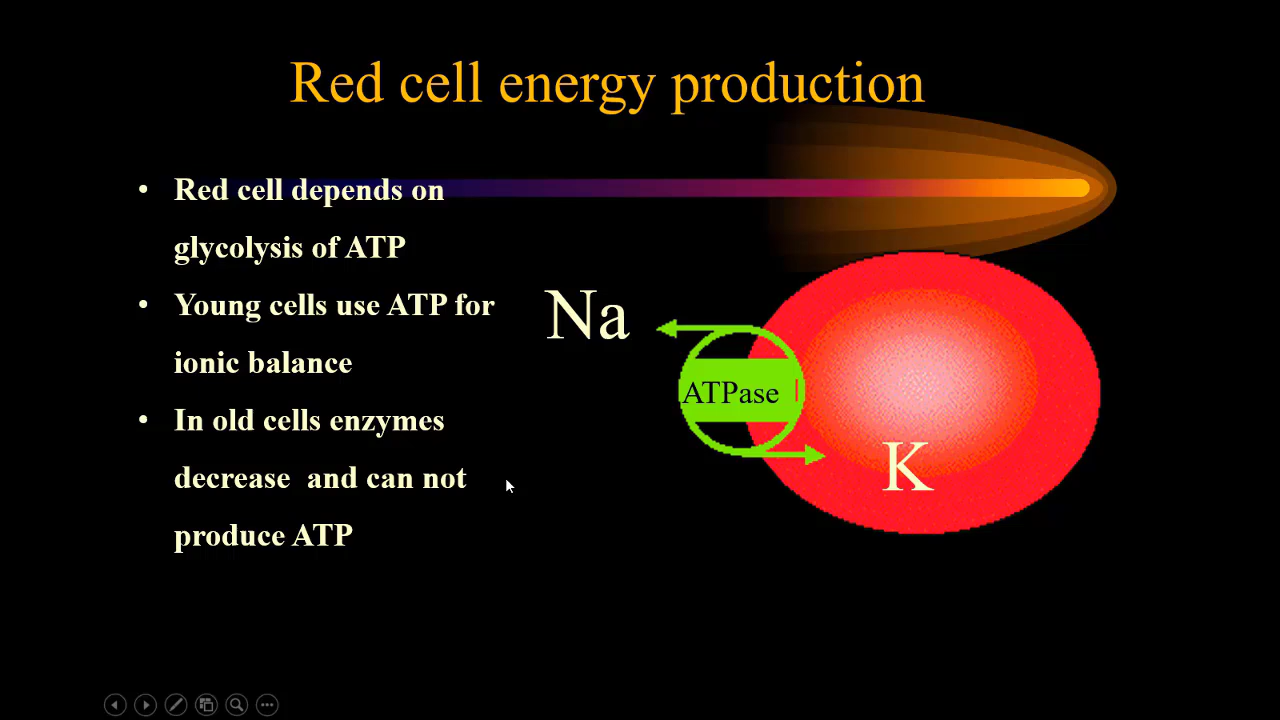 Red cell energy production
• Red cell depends on
glycolysis of ATP
• Young cells use ATP for
ionic balance
• In old cells enzymes
decrease  and can not
produce ATP
Na
ATPase
K